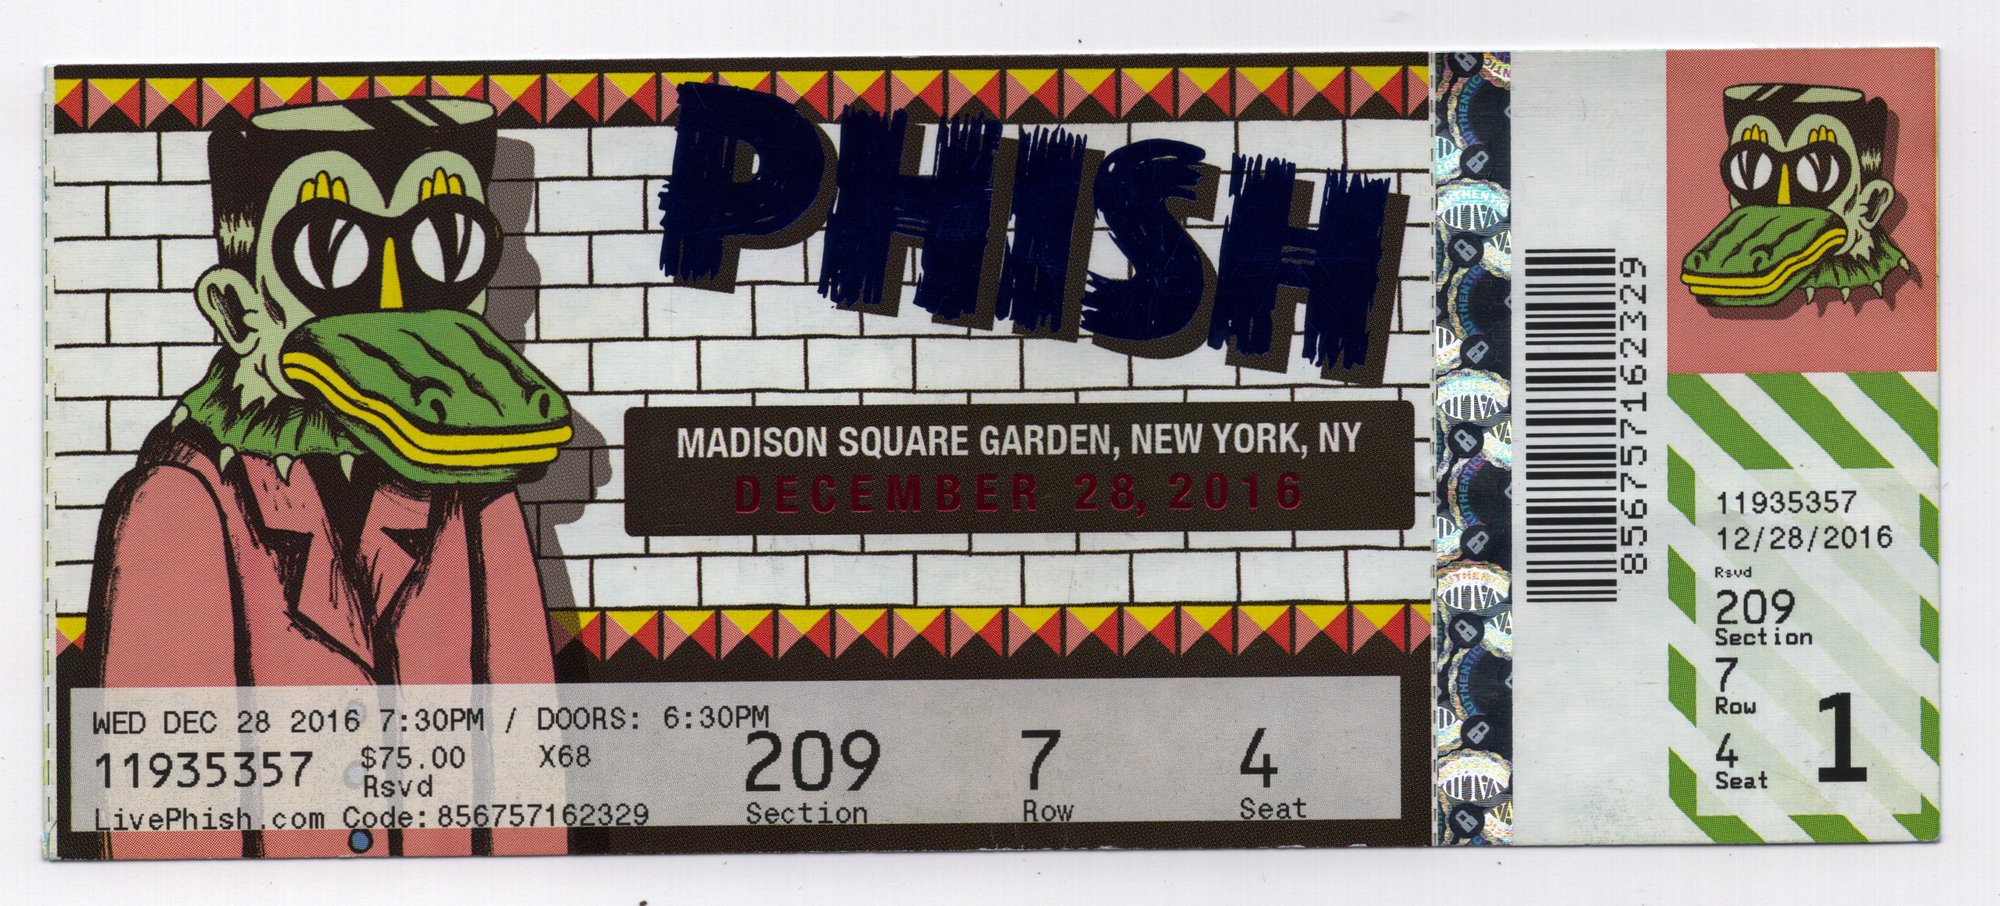 PHISH
MADISON SQUARE GARDEN, NEW YORK, NY
DECEMBER 28, 2016
WED DEC 28 2016 7:30PM / DOORS: 6:30PM
11935357 $75.00 X68
Rsvd
209 7 4
Section Row Seat
LivePhish.com Code: 856757162329
AUTHENTIC
VALID
856757162329
11935357
12/28/2016
Rsvd
209
Section
7
Row
4
Seat
1